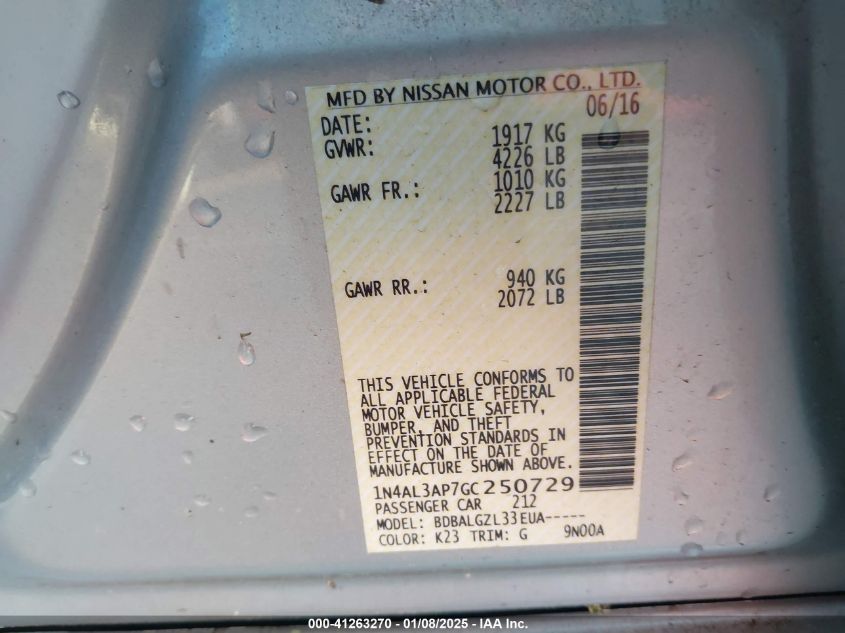 MFD BY NISSAN MOTOR CO., LTD.
DATE: 06/16
GVWR: 1917 KG
4226 LB
GAWR FR.: 1010 KG
2227 LB
GAWR RR.: 940 KG
2072 LB
THIS VEHICLE CONFORMS TO
ALL APPLICABLE FEDERAL
MOTOR VEHICLE SAFETY,
BUMPER, AND THEFT
PREVENTION STANDARDS IN
EFFECT ON THE DATE OF
MANUFACTURE SHOWN ABOVE.
1N4AL3AP7GC250729
PASSENGER CAR 212
MODEL: BDBALGZL33EUA-----
COLOR: K23 TRIM: G 9N00A
000-41263270 - 01/08/2025 - IAA Inc.